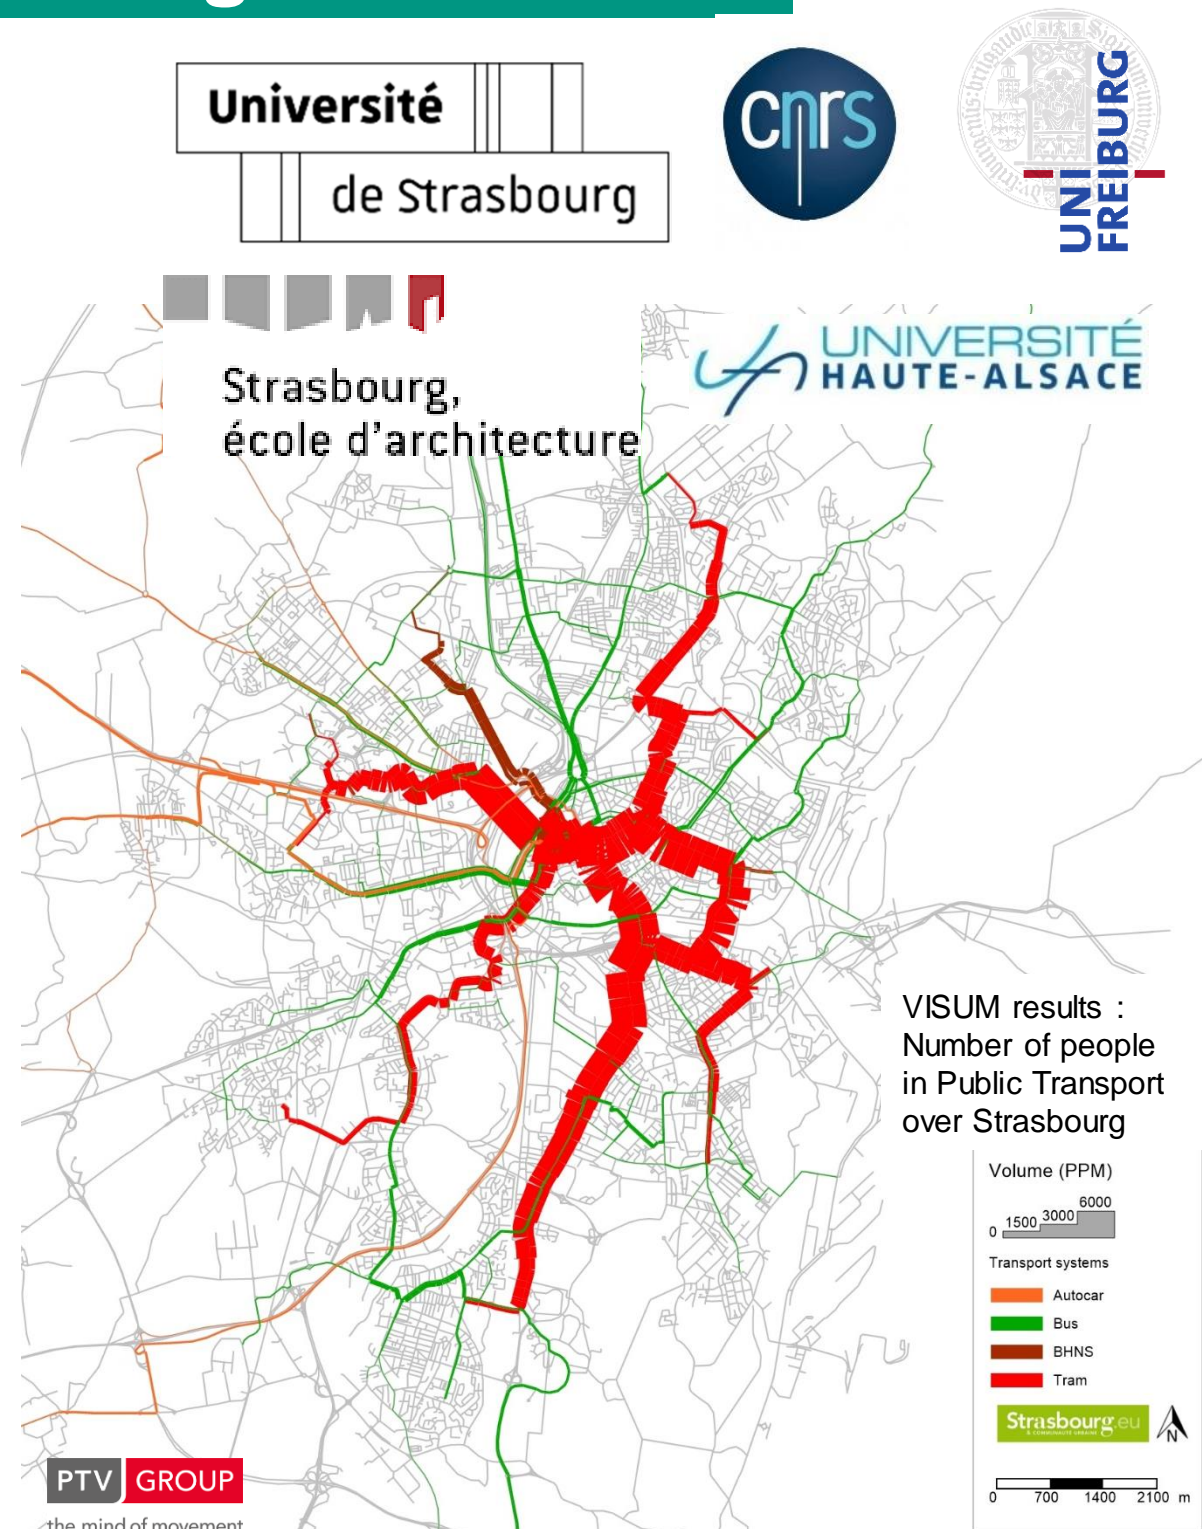 Université
de Strasbourg
cnrs
UNI
FREIBURG
Strasbourg,
école d'architecture
UNIVERSITÉ
HAUTE-ALSACE
VISUM results :
Number of people
in Public Transport
over Strasbourg
Volume (PPM)
0 1500 3000 6000
Transport systems
Autocar
Bus
BHNS
Tram
Strasbourg.eu
& COMMUNAUTÉ URBAINE
N
0 700 1400 2100 m
PTV GROUP
the mind of movement